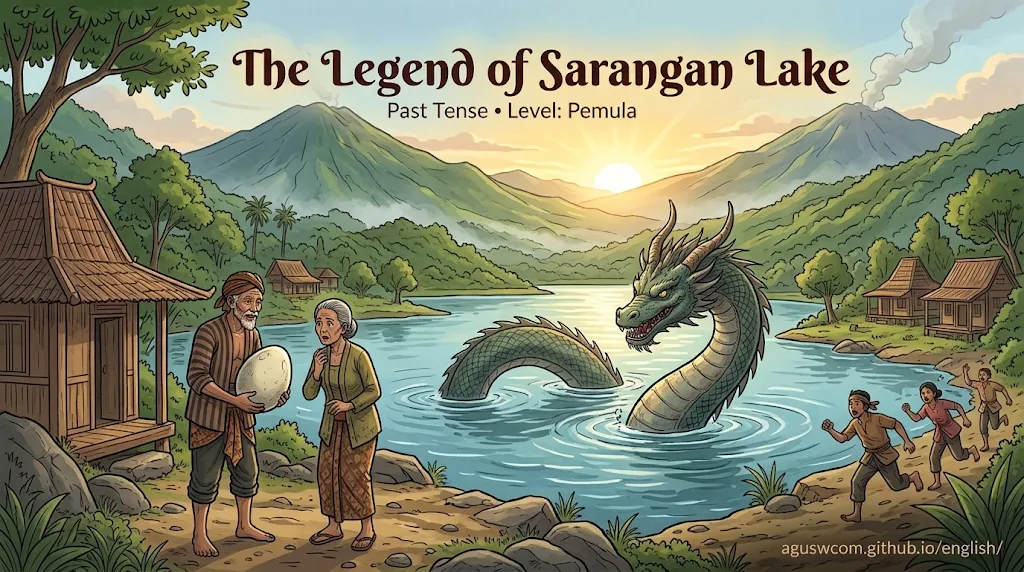 The Legend of Sarangan Lake
Past Tense • Level: Pemula
aguswcom.github.io/english/